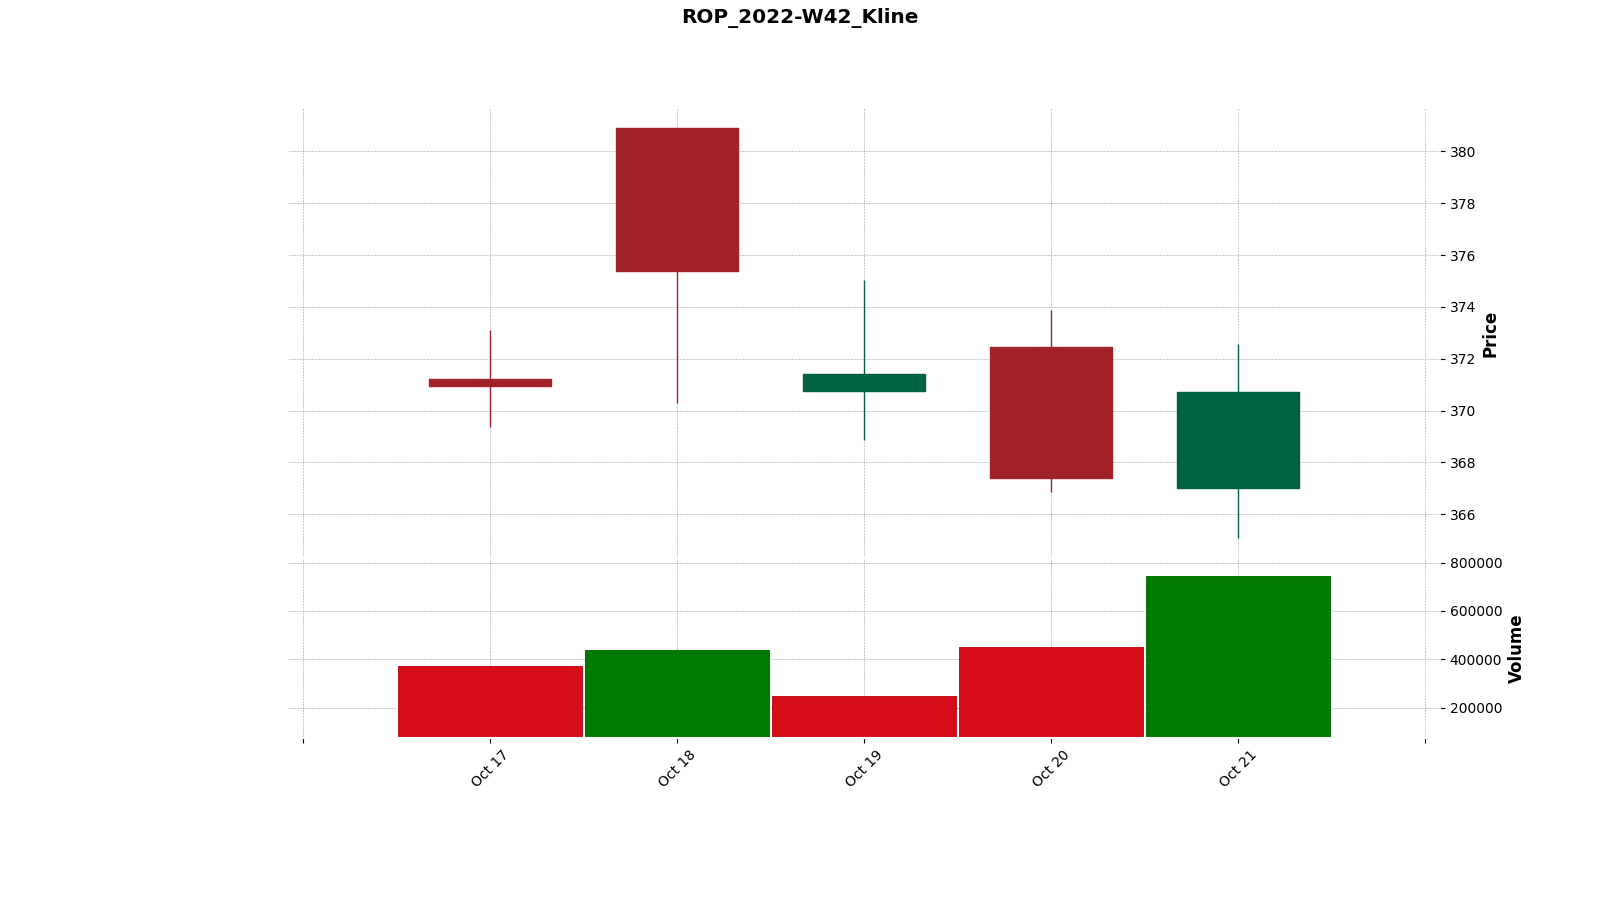 ROP_2022-W42_Kline
380
378
376
374
372
370
368
366
Price
800000
600000
400000
200000
Volume
Oct 17
Oct 18
Oct 19
Oct 20
Oct 21